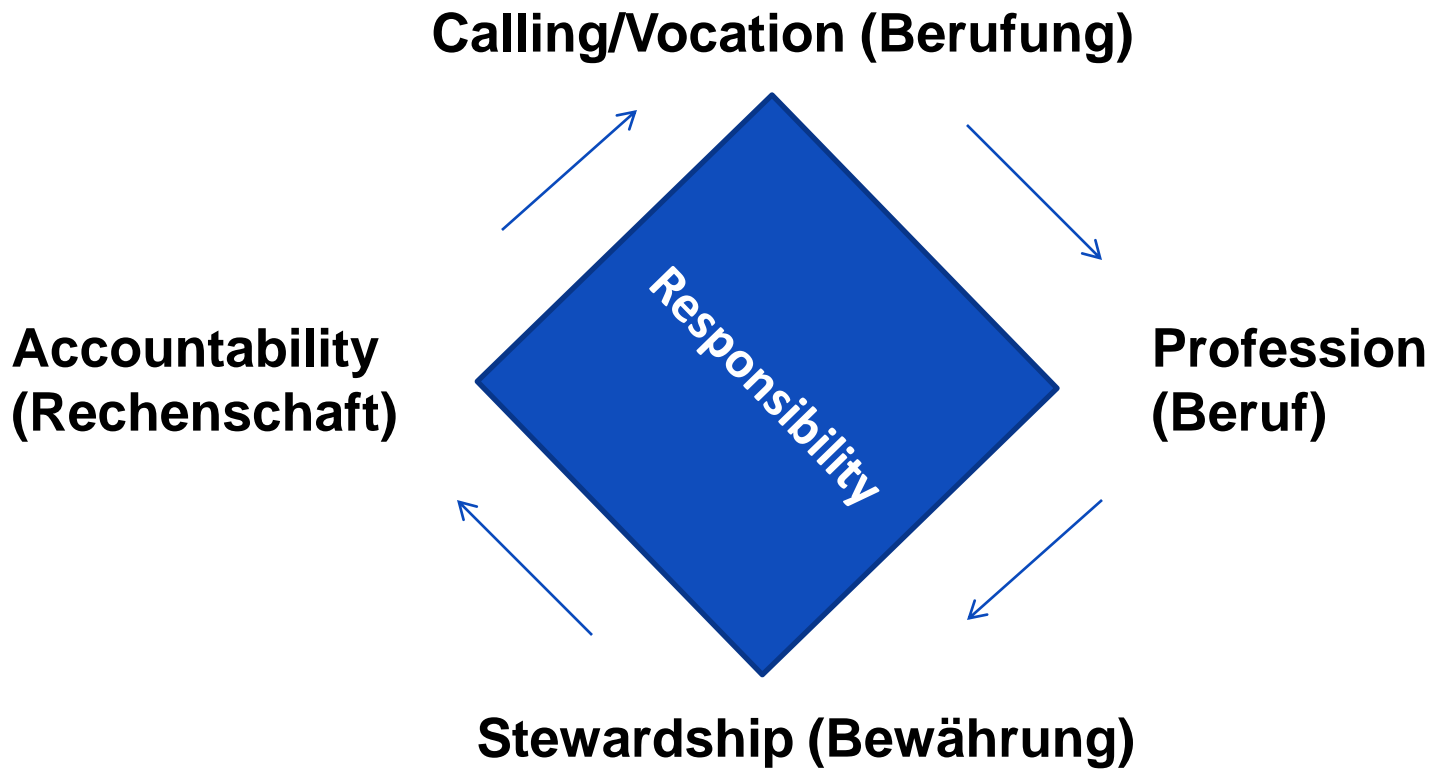 Calling/Vocation (Berufung)
Accountability
(Rechenschaft)
Responsibility
Profession
(Beruf)
Stewardship (Bewährung)